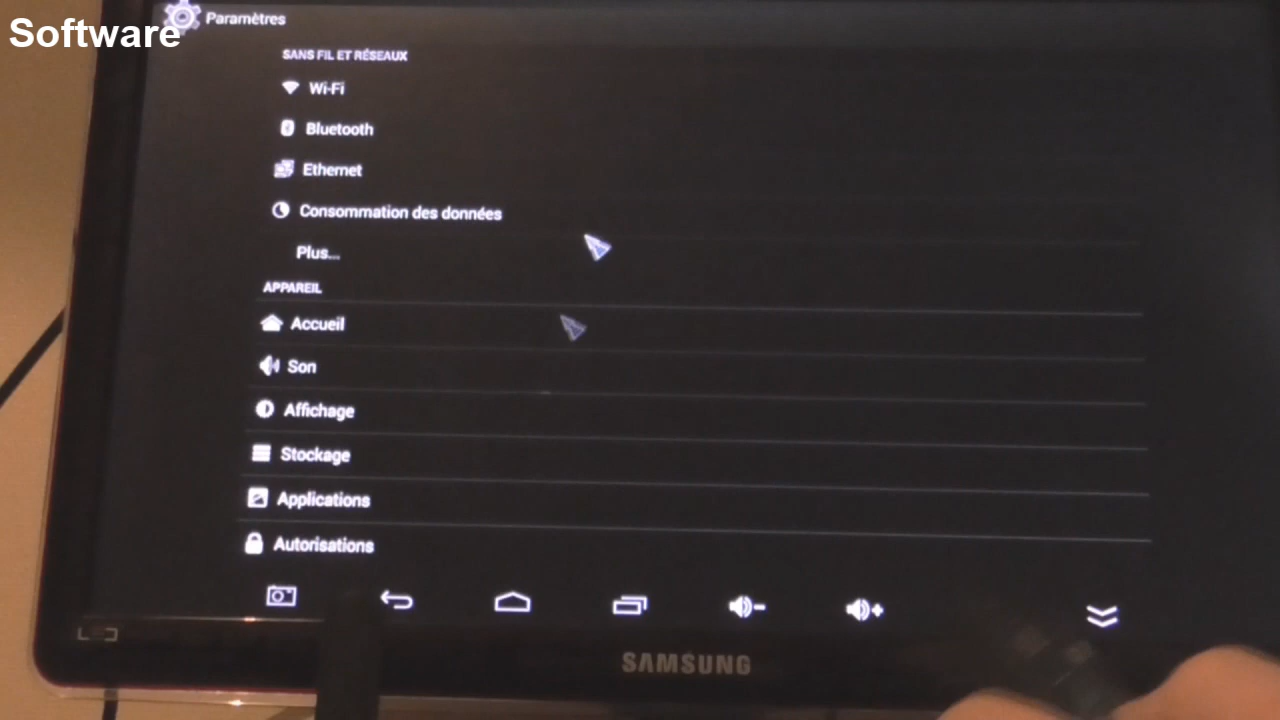 Software
Paramètres
SANS FIL ET RÉSEAUX
Wi-Fi
Bluetooth
Ethernet
Consommation des données
Plus...
APPAREIL
Accueil
Son
Affichage
Stockage
Applications
Autorisations
SAMSUNG